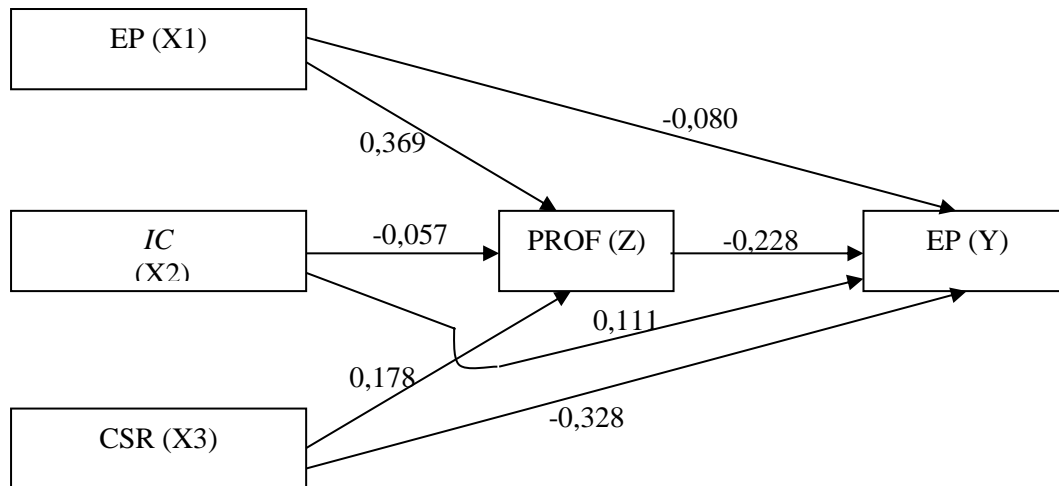 EP (X1)
-0,080
0,369
IC
(X2)
-0,057
PROF (Z)
-0,228
EP (Y)
0,111
0,178
-0,328
CSR (X3)